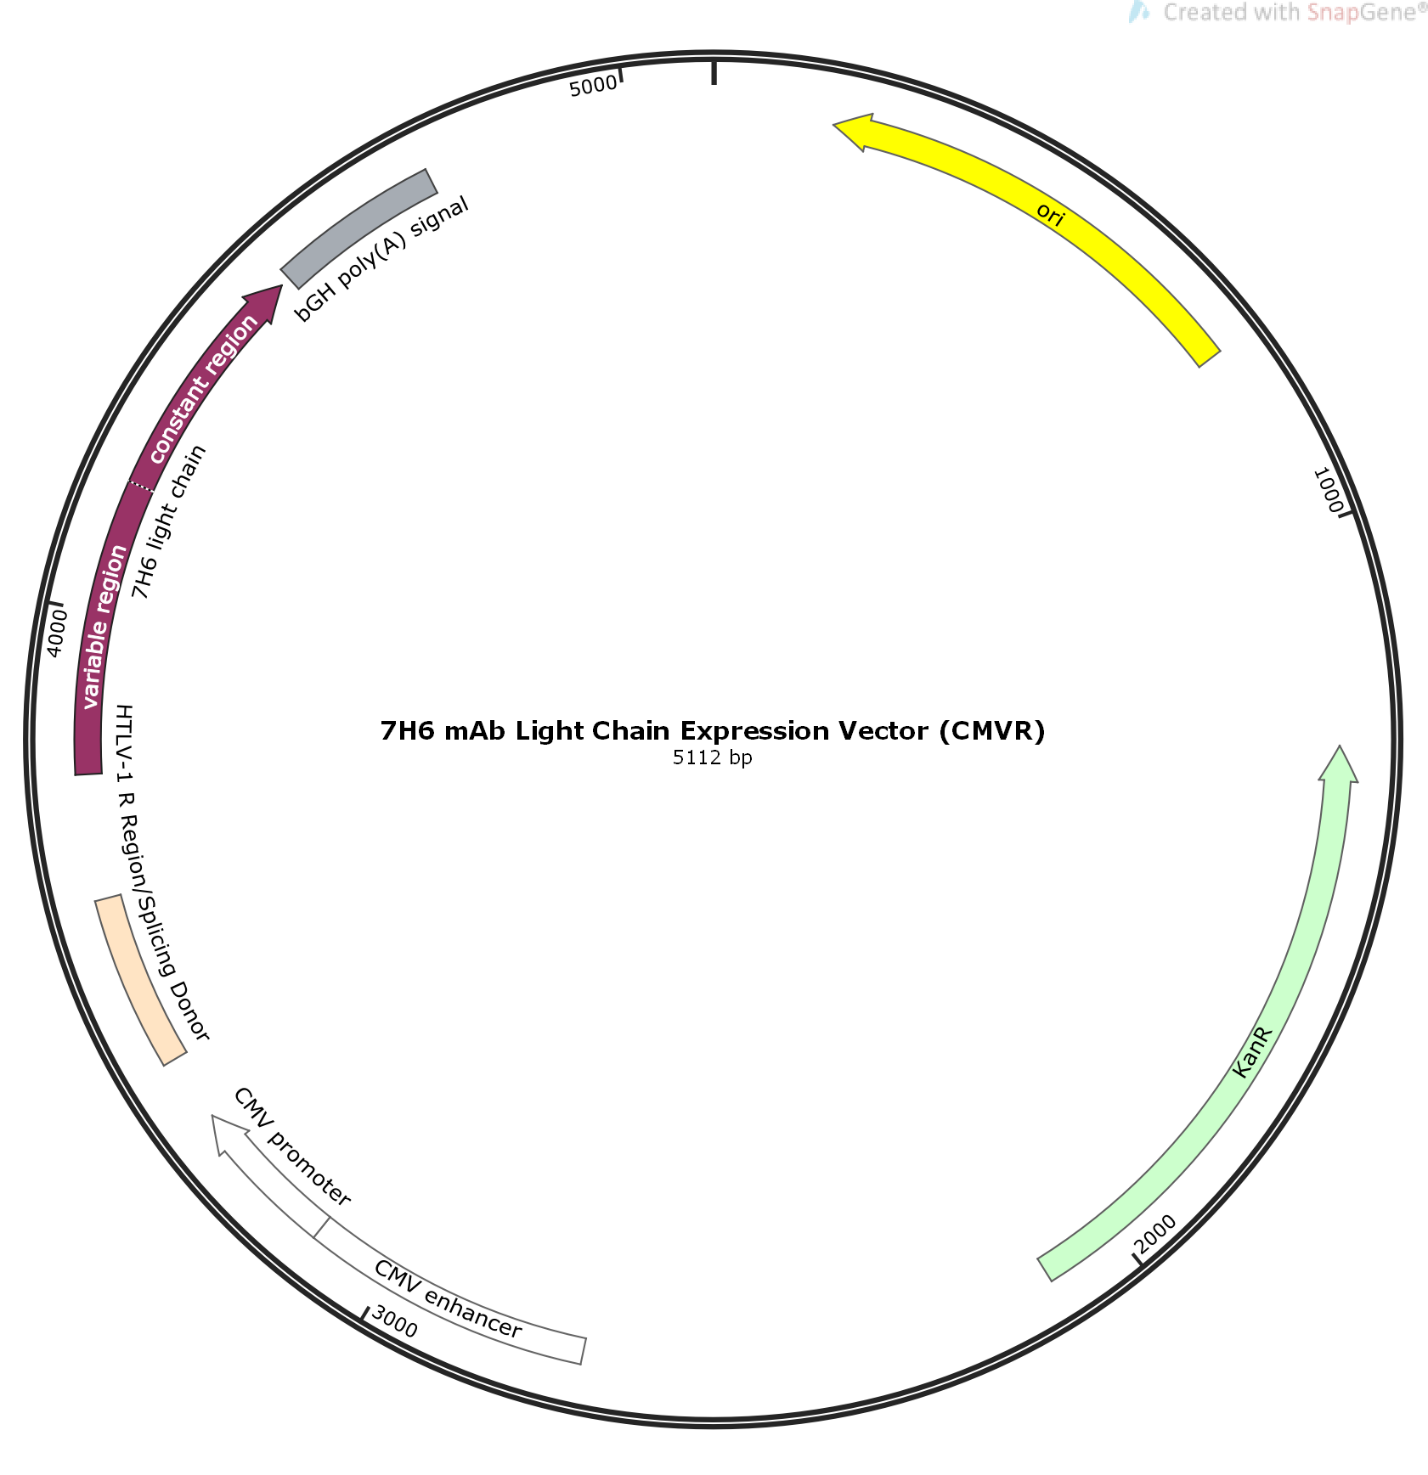 Created with SnapGene®
5000
ori
bGH poly(A) signal
constant region
1000
7H6 light chain
variable region
4000
HTLV-1 R Region/Splicing Donor
7H6 mAb Light Chain Expression Vector (CMVR)
5112 bp
KanR
CMV promoter
2000
CMV enhancer
3000